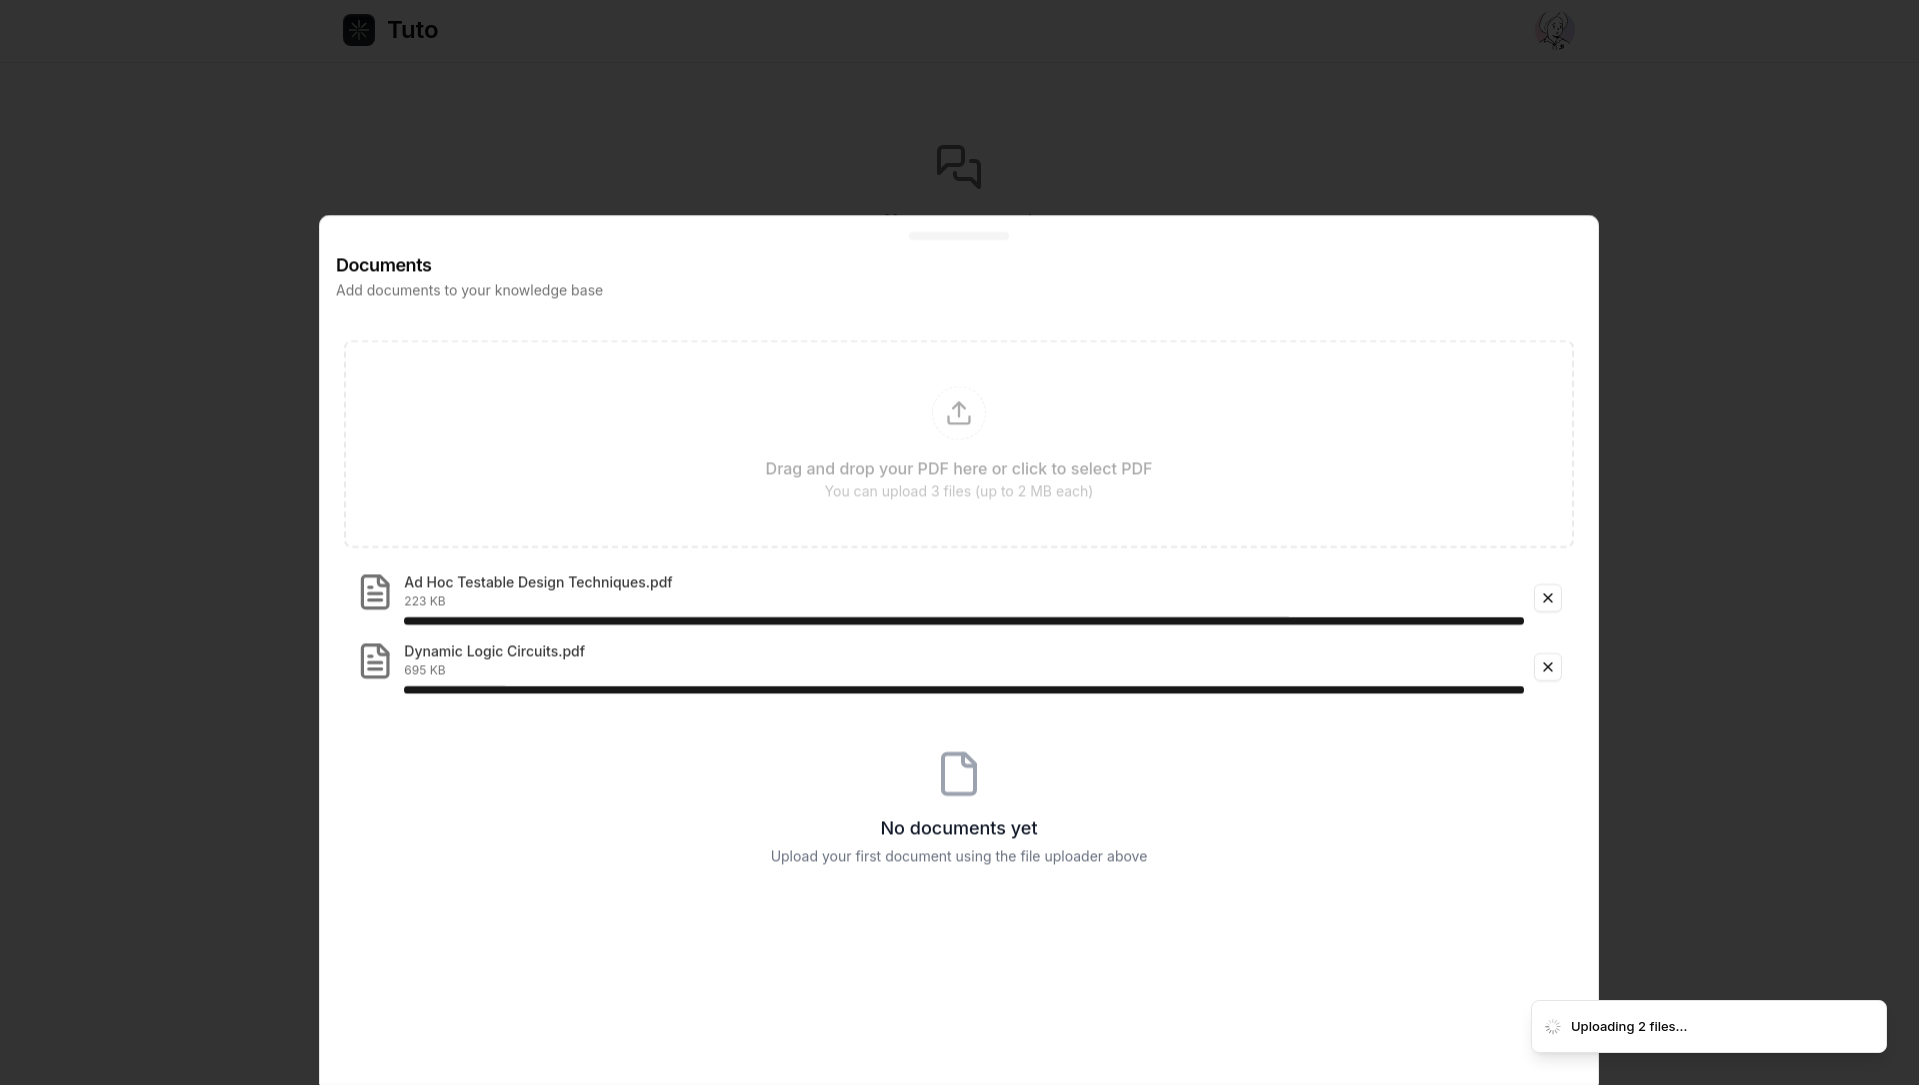 Tuto
Documents
Add documents to your knowledge base
Drag and drop your PDF here or click to select PDF
You can upload 3 files (up to 2 MB each)
Ad Hoc Testable Design Techniques.pdf
223 KB
Dynamic Logic Circuits.pdf
695 KB
No documents yet
Upload your first document using the file uploader above
Uploading 2 files...